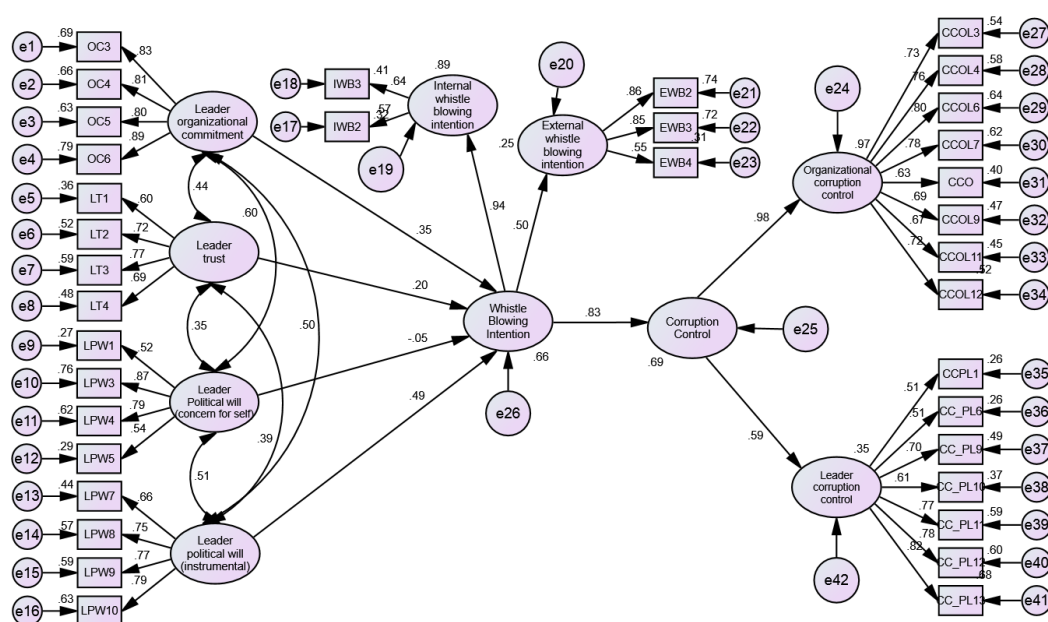 e1
.69
OC3
.83
e2
.66
OC4
.81
e3
.63
OC5
.80
e4
.79
OC6
.89
Leader
organizational
commitment
e5
.36
LT1
.60
e6
.52
LT2
.72
e7
.59
LT3
.77
e8
.48
LT4
.69
Leader
trust
e9
.27
LPW1
.52
e10
.76
LPW3
.87
e11
.62
LPW4
.79
e12
.29
LPW5
.54
Leader
Political will
(concern for self)
e13
.44
LPW7
.66
e14
.57
LPW8
.75
e15
.59
LPW9
.77
e16
.63
LPW10
.79
Leader
political will
(instrumental)
.44
.60
.50
.35
.39
.51
.35
.20
-.05
.49
e18
IWB3
.41
.64
e17
IWB2
.57
e19
.89
Internal
whistle
blowing
intention
.94
e20
.25
External
whistle
blowing
intention
.50
.86
EWB2
.74
e21
.85
EWB3
.72
e22
.55
EWB4
.31
e23
Whistle
Blowing
Intention
.66
e26
.83
Corruption
Control
.69
e25
.98
.59
e24
.97
Organizational
corruption
control
.73
CCOL3
.54
e27
.76
CCOL4
.58
e28
.80
CCOL6
.64
e29
.78
CCOL7
.62
e30
.63
CCO
.40
e31
.69
CCOL9
.47
e32
.67
CCOL11
.45
e33
.72
CCOL12
.52
e34
.35
Leader
corruption
control
e42
.51
CCPL1
.26
e35
.51
CC_PL6
.26
e36
.70
CC_PL9
.49
e37
.61
CC_PL10
.37
e38
.77
CC_PL11
.59
e39
.78
CC_PL12
.60
e40
.82
CC_PL13
.68
e41